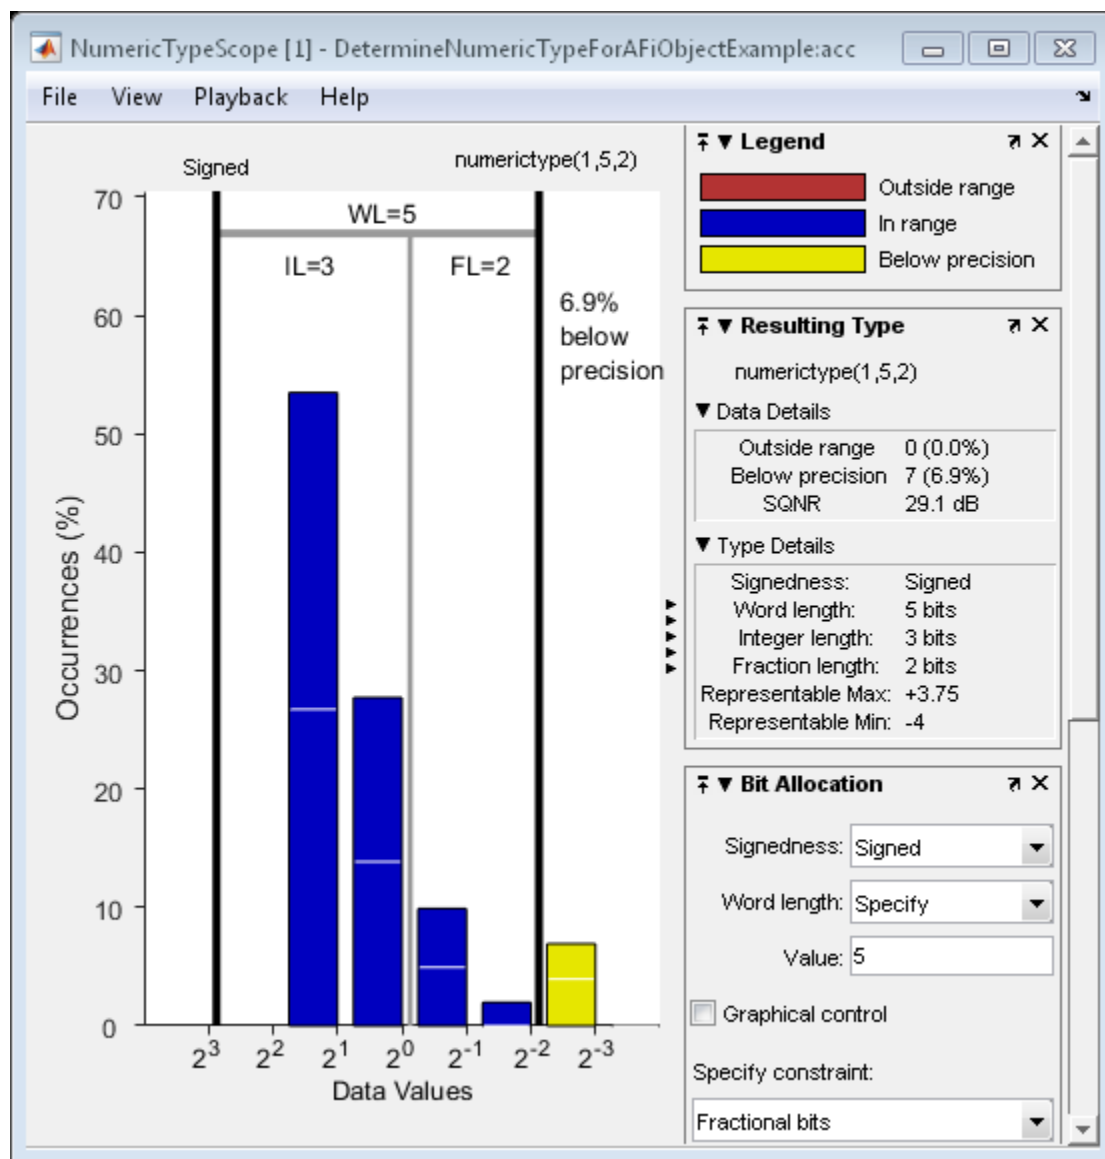 NumericTypeScope [1] - DetermineNumericTypeForAFiObjectExample:acc
File View Playback Help
Signed
numerictype(1,5,2)
WL=5
IL=3
FL=2
6.9%
below
precision
Occurrences (%)
70
60
50
40
30
20
10
0
2^3 2^2 2^1 2^0 2^-1 2^-2 2^-3
Data Values
Legend
Outside range
In range
Below precision
Resulting Type
numerictype(1,5,2)
Data Details
Outside range 0 (0.0%)
Below precision 7 (6.9%)
SQNR 29.1 dB
Type Details
Signedness: Signed
Word length: 5 bits
Integer length: 3 bits
Fraction length: 2 bits
Representable Max: +3.75
Representable Min: -4
Bit Allocation
Signedness: Signed
Word length: Specify
Value: 5
Graphical control
Specify constraint:
Fractional bits